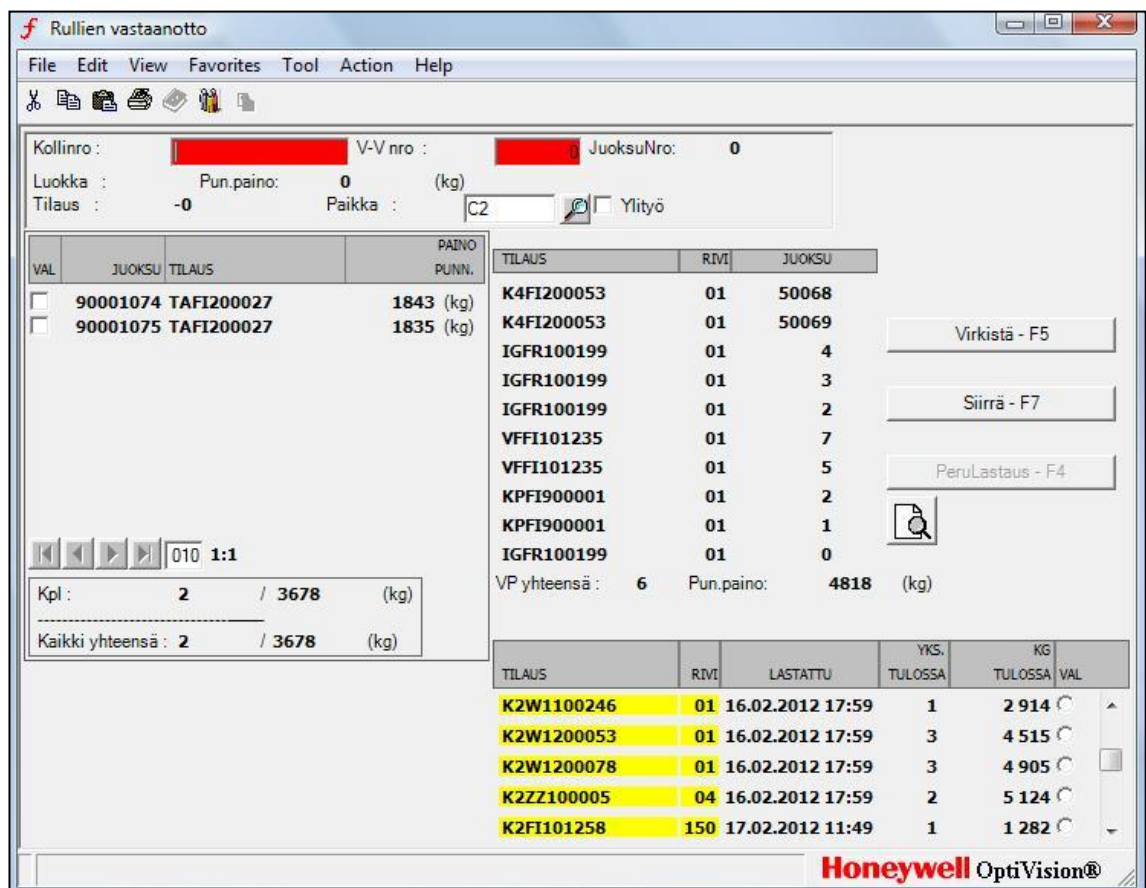 Rullien vastaanotto
File Edit View Favorites Tool Action Help
Kollinro : V-V nro : 0 JuoksuNro: 0
Luokka : Pun.paino: 0 (kg)
Tilaus : -0 Paikka : C2 Ylityö
VAL JUOKSU TILAUS PAINO PUNN.
90001074 TAFI200027 1843 (kg)
90001075 TAFI200027 1835 (kg)
010 1:1
Kpl : 2 / 3678 (kg)
Kaikki yhteensä : 2 / 3678 (kg)
TILAUS RIVI JUOKSU
K4FI200053 01 50068
K4FI200053 01 50069
IGFR100199 01 4
IGFR100199 01 3
IGFR100199 01 2
VFFI101235 01 7
VFFI101235 01 5
KPFI900001 01 2
KPFI900001 01 1
IGFR100199 01 0
VP yhteensä : 6 Pun.paino: 4818 (kg)
Virkistä - F5
Siirrä - F7
PeruLastaus - F4
TILAUS RIVI LASTATTU YKS. TULOSSA KG TULOSSA VAL
K2W1100246 01 16.02.2012 17:59 1 2 914
K2W1200053 01 16.02.2012 17:59 3 4 515
K2W1200078 01 16.02.2012 17:59 3 4 905
K2ZZ100005 04 16.02.2012 17:59 2 5 124
K2FI101258 150 17.02.2012 11:49 1 1 282
Honeywell OptiVision®